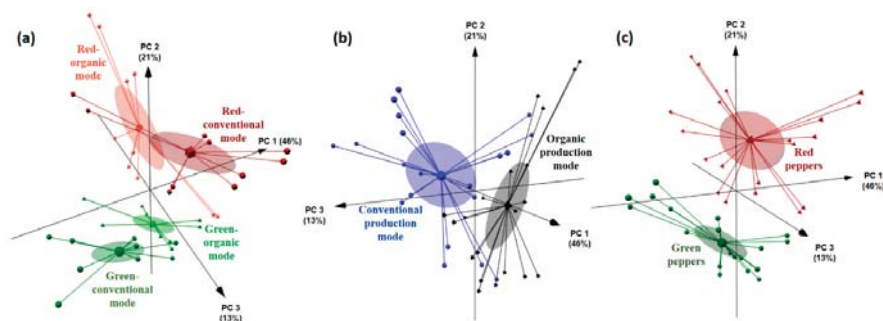 (a)
PC 2
(21%)
Red-
organic
mode
Red-
conventional
mode
PC 1 (46%)
Green-
organic
mode
Green-
conventional
mode
PC 3
(13%)
(b)
PC 2
(21%)
Organic
production
mode
PC 3
(13%)
Conventional
production
mode
PC 1
(46%)
(c)
PC 2
(21%)
Red
peppers
PC 1
(46%)
Green
peppers
PC 3
(13%)